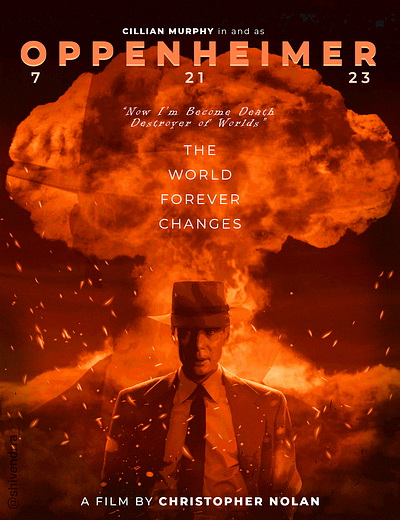 CILLIAN MURPHY in and as
OPPENHEIMER
7 21 23
"Now I'm Become Death
Destroyer of Worlds"
THE
WORLD
FOREVER
CHANGES
@shivendra
A FILM BY CHRISTOPHER NOLAN